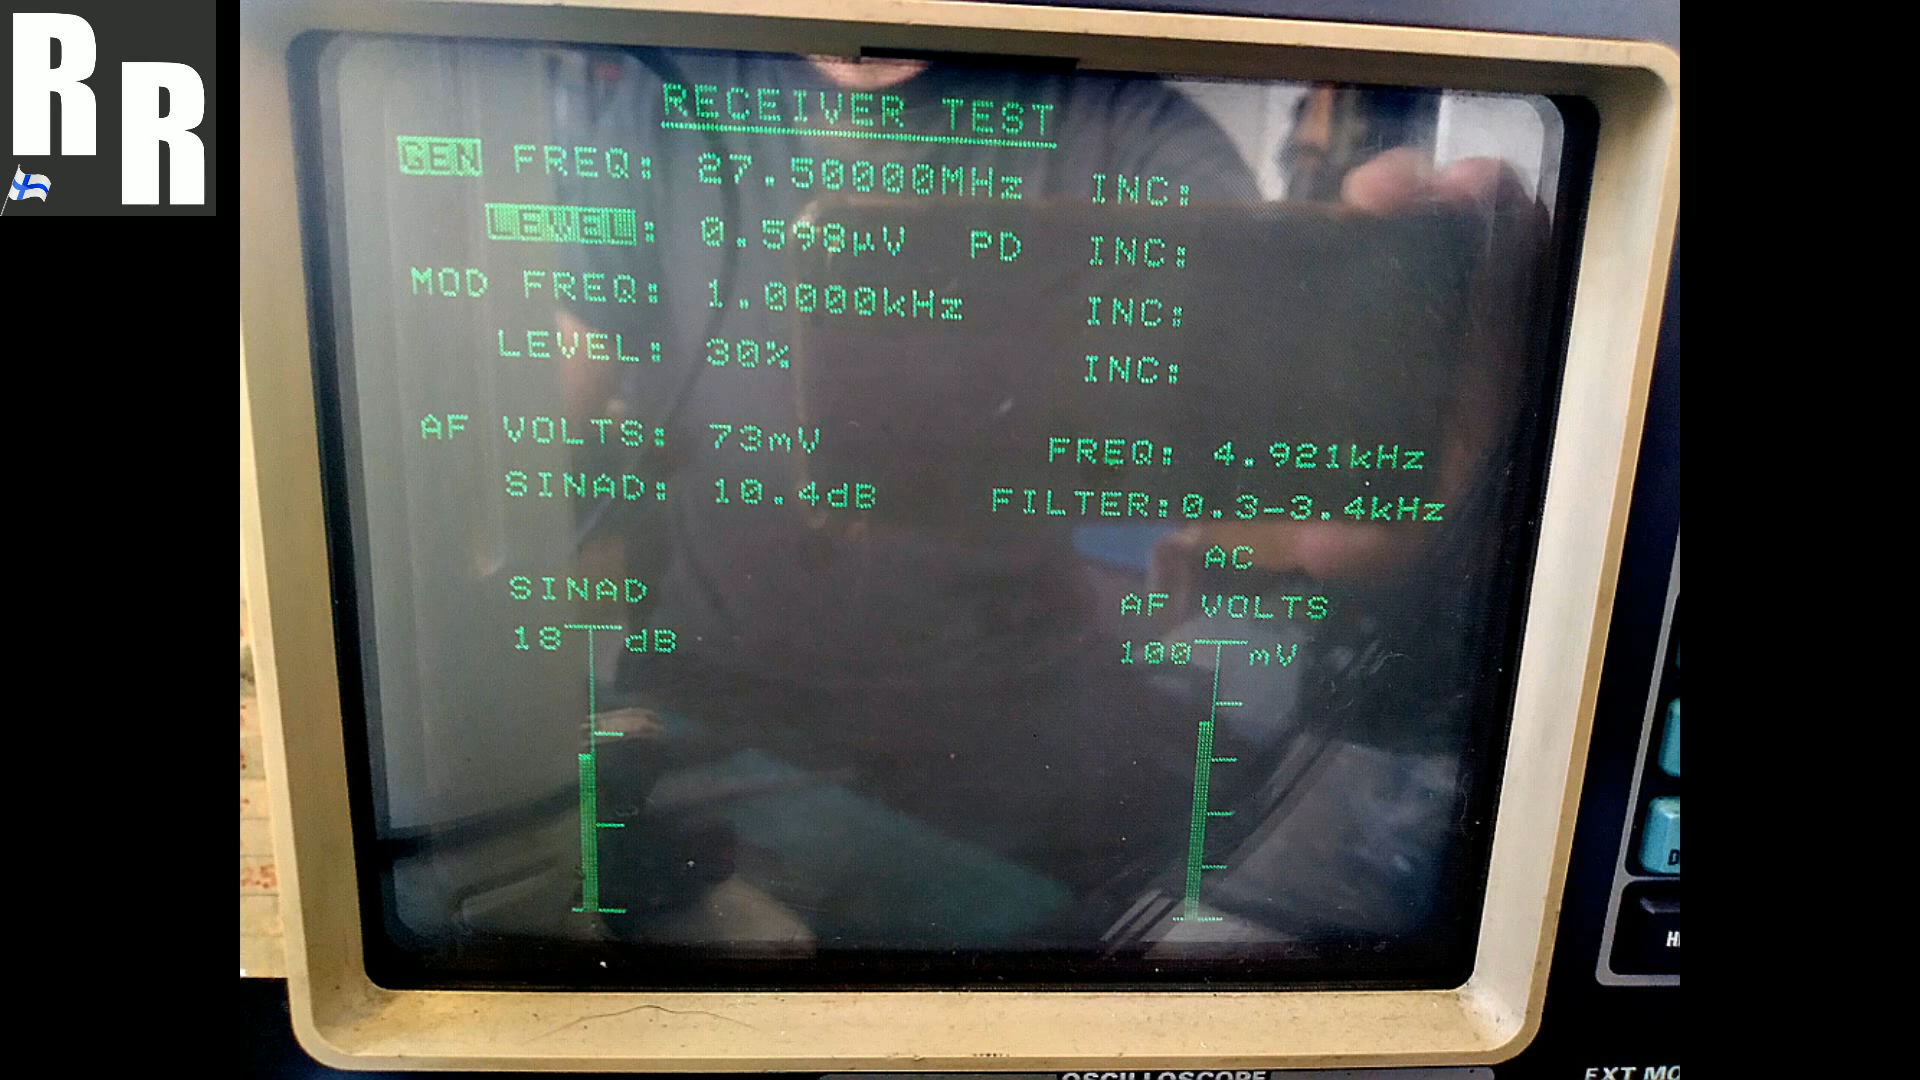 RR
RECEIVER TEST
GEN FREQ: 27.50000MHz INC:
LEVEL: 0.598µV PD INC:
MOD FREQ: 1.0000kHz INC:
LEVEL: 30% INC:
AF VOLTS: 73mV FREQ: 4.921kHz
SINAD: 10.4dB FILTER:0.3-3.4kHz
AC
SINAD AF VOLTS
18 dB 100 mV
OSCILLOSCOPE
EXT MO